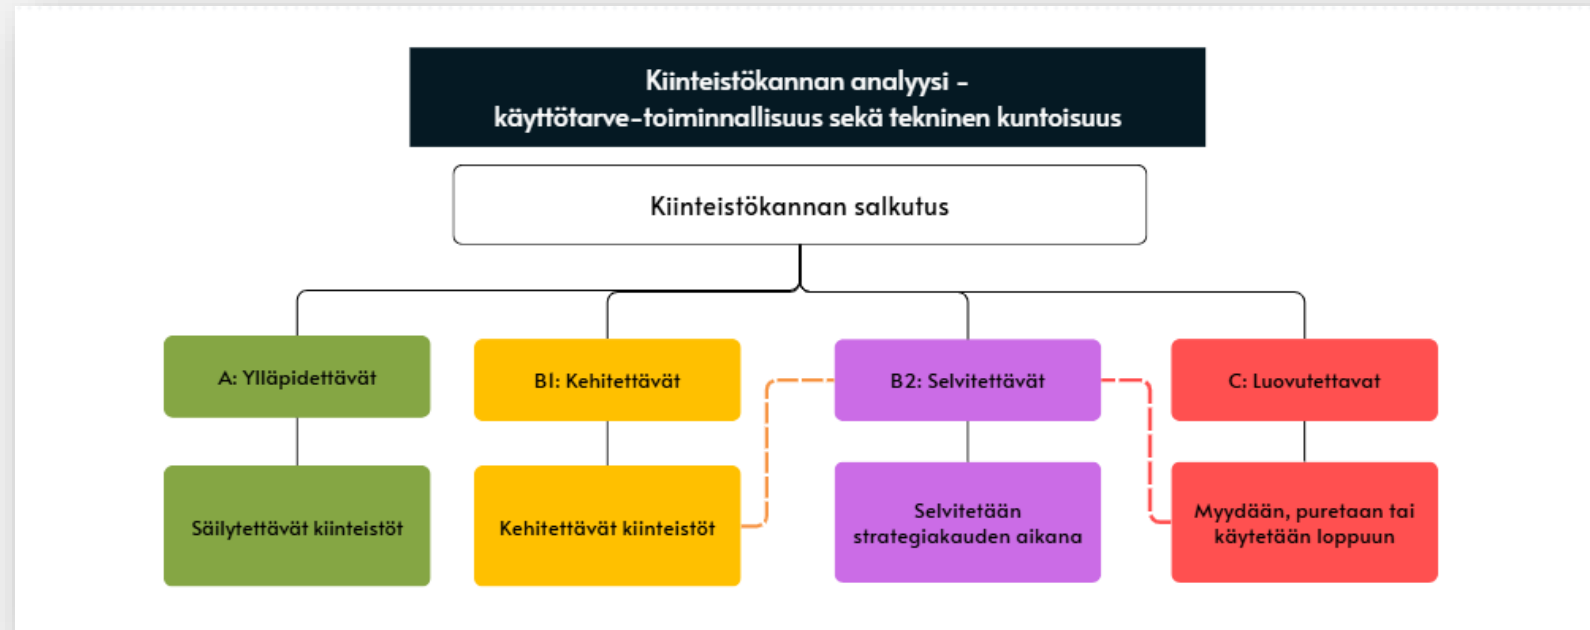 Kiinteistökannan analyysi -
käyttötarve-toiminnallisuus sekä tekninen kuntoisuus
Kiinteistökannan salkutus
A: Ylläpidettävät
B1: Kehitettävät
B2: Selvitettävät
C: Luovutettavat
Säilytettävät kiinteistöt
Kehitettävät kiinteistöt
Selvitetään
strategiakauden aikana
Myydään, puretaan tai
käytetään loppuun